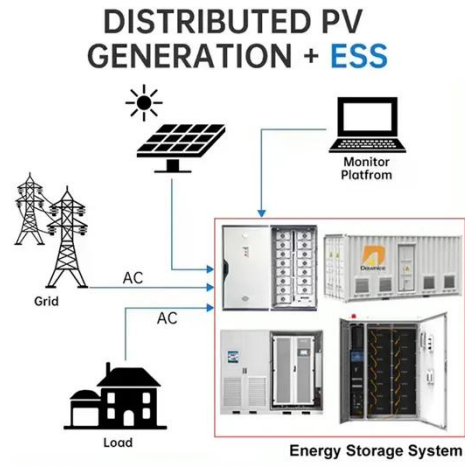 DISTRIBUTED PV
GENERATION + ESS
Monitor
Platfrom
Grid
AC
AC
Load
Energy Storage System